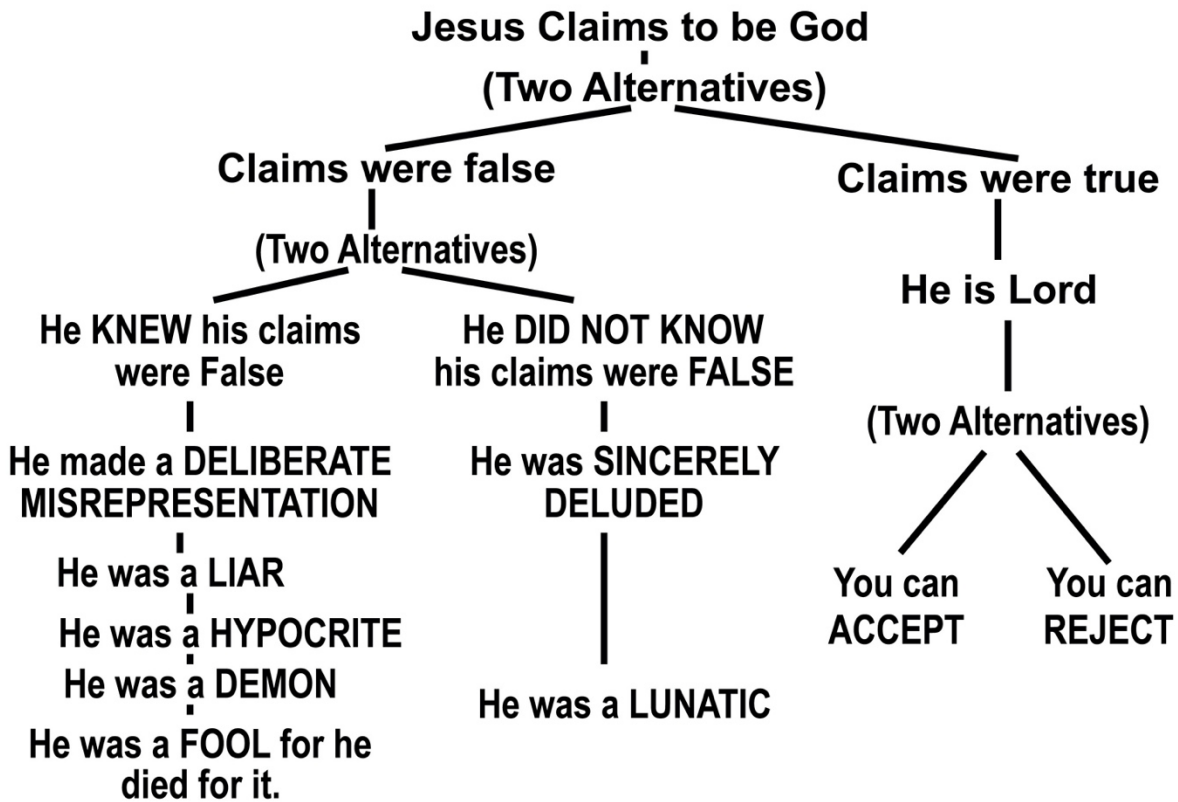 Jesus Claims to be God
(Two Alternatives)
Claims were false
(Two Alternatives)
He KNEW his claims
were False
He made a DELIBERATE
MISREPRESENTATION
He was a LIAR
He was a HYPOCRITE
He was a DEMON
He was a FOOL for he
died for it.
He DID NOT KNOW
his claims were FALSE
He was SINCERELY
DELUDED
He was a LUNATIC
Claims were true
He is Lord
(Two Alternatives)
You can
ACCEPT
You can
REJECT